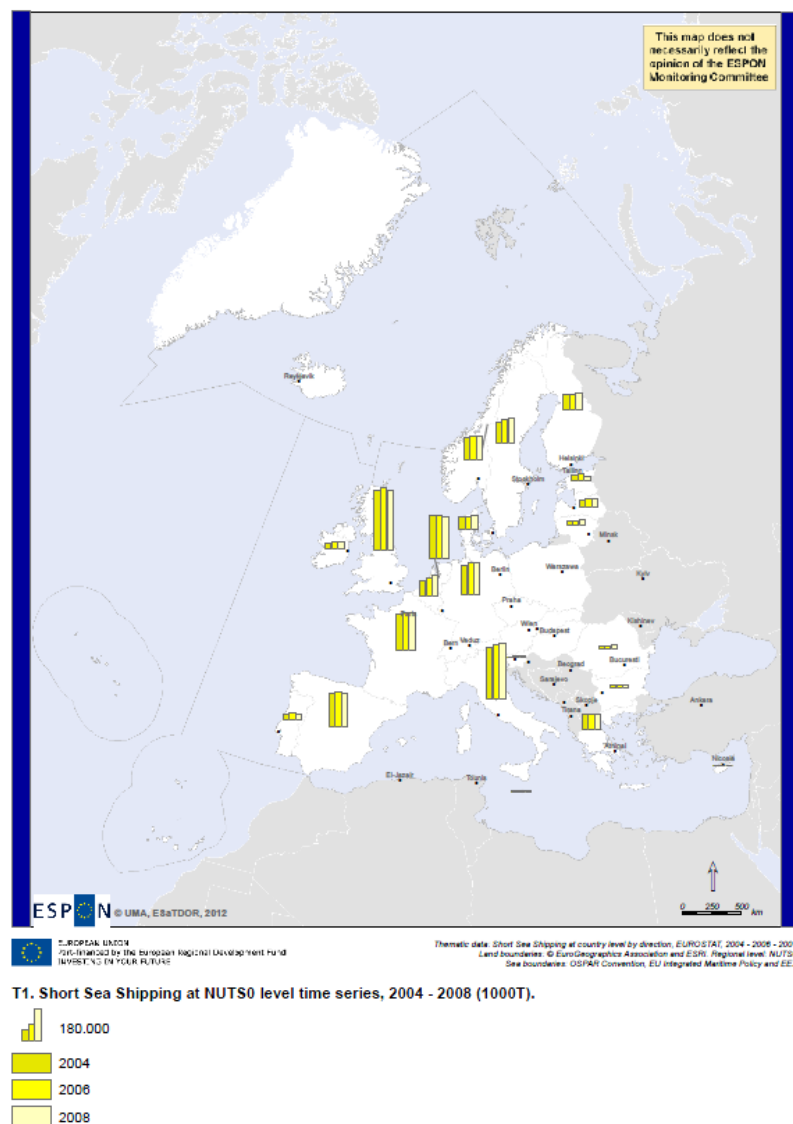 This map does not
necessarily reflect the
opinion of the ESPON
Monitoring Committee
Reykjavik
Helsinki
Tallinn
Stockholm
Minsk
Berlin
Warszawa
Kyiv
Praha
Paris
Kishinev
Wien
Budapest
Bern
Vaduz
Beograd
Bucuresti
Sarajevo
Skopje
Ankara
Tirana
Athinai
Nicosia
El-Jazair
Tounis
0 250 500
km
ESPON © UMA, ESaTDOR, 2012
EUROPEAN UNION
Part-financed by the European Regional Development Fund
INVESTING IN YOUR FUTURE
Thematic data: Short Sea Shipping at country level by direction, EUROSTAT, 2004 - 2006 - 200
Land boundaries: © EuroGeographics Association and ESRI. Regional level: NUTS
Sea boundaries: OSPAR Convention, EU Integrated Maritime Policy and EE
T1. Short Sea Shipping at NUTS0 level time series, 2004 - 2008 (1000T).
180.000
2004
2006
2008